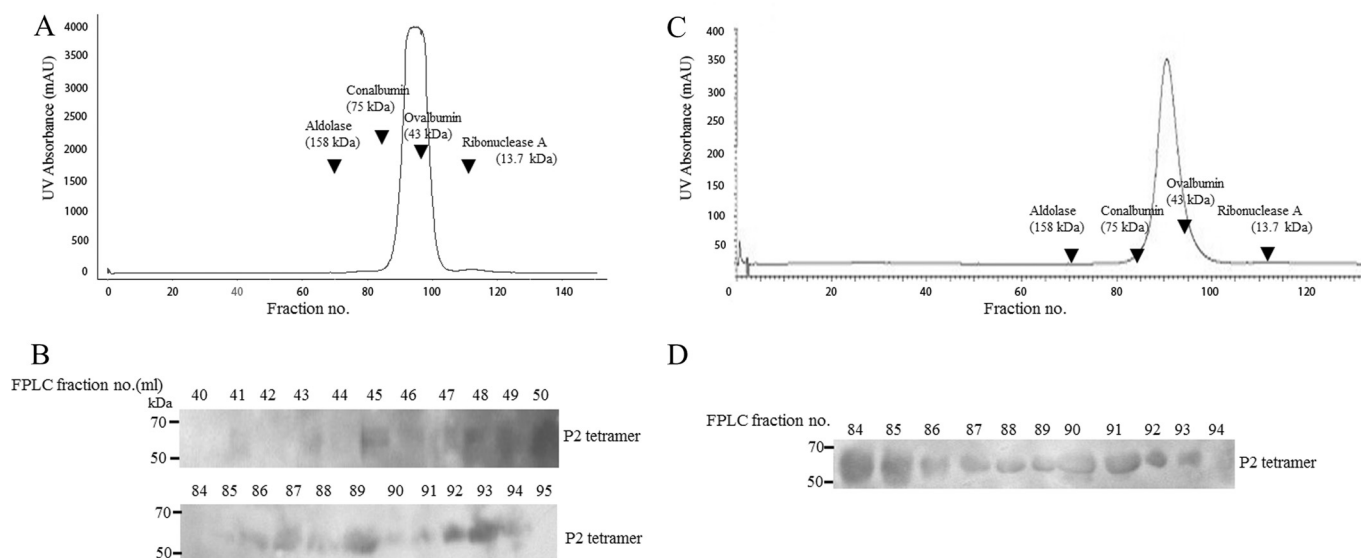 A
UV Absorbance (mAU)
4000
3500
3000
2500
2000
1500
1000
500
0
Conalbumin
(75 kDa)
Aldolase
(158 kDa)
Ovalbumin
(43 kDa)
Ribonuclease A
(13.7 kDa)
0 20 40 60 80 100 120 140
Fraction no.
B
FPLC fraction no.(ml)
40 41 42 43 44 45 46 47 48 49 50
kDa
70
50
P2 tetramer
84 85 86 87 88 89 90 91 92 93 94 95
70
50
P2 tetramer
C
UV Absorbance (mAU)
400
350
300
250
200
150
100
50
0
Ovalbumin
(43 kDa)
Aldolase
(158 kDa)
Conalbumin
(75 kDa)
Ribonuclease A
(13.7 kDa)
0 20 40 60 80 100 120
Fraction no.
D
FPLC fraction no.
84 85 86 87 88 89 90 91 92 93 94
70
50
P2 tetramer